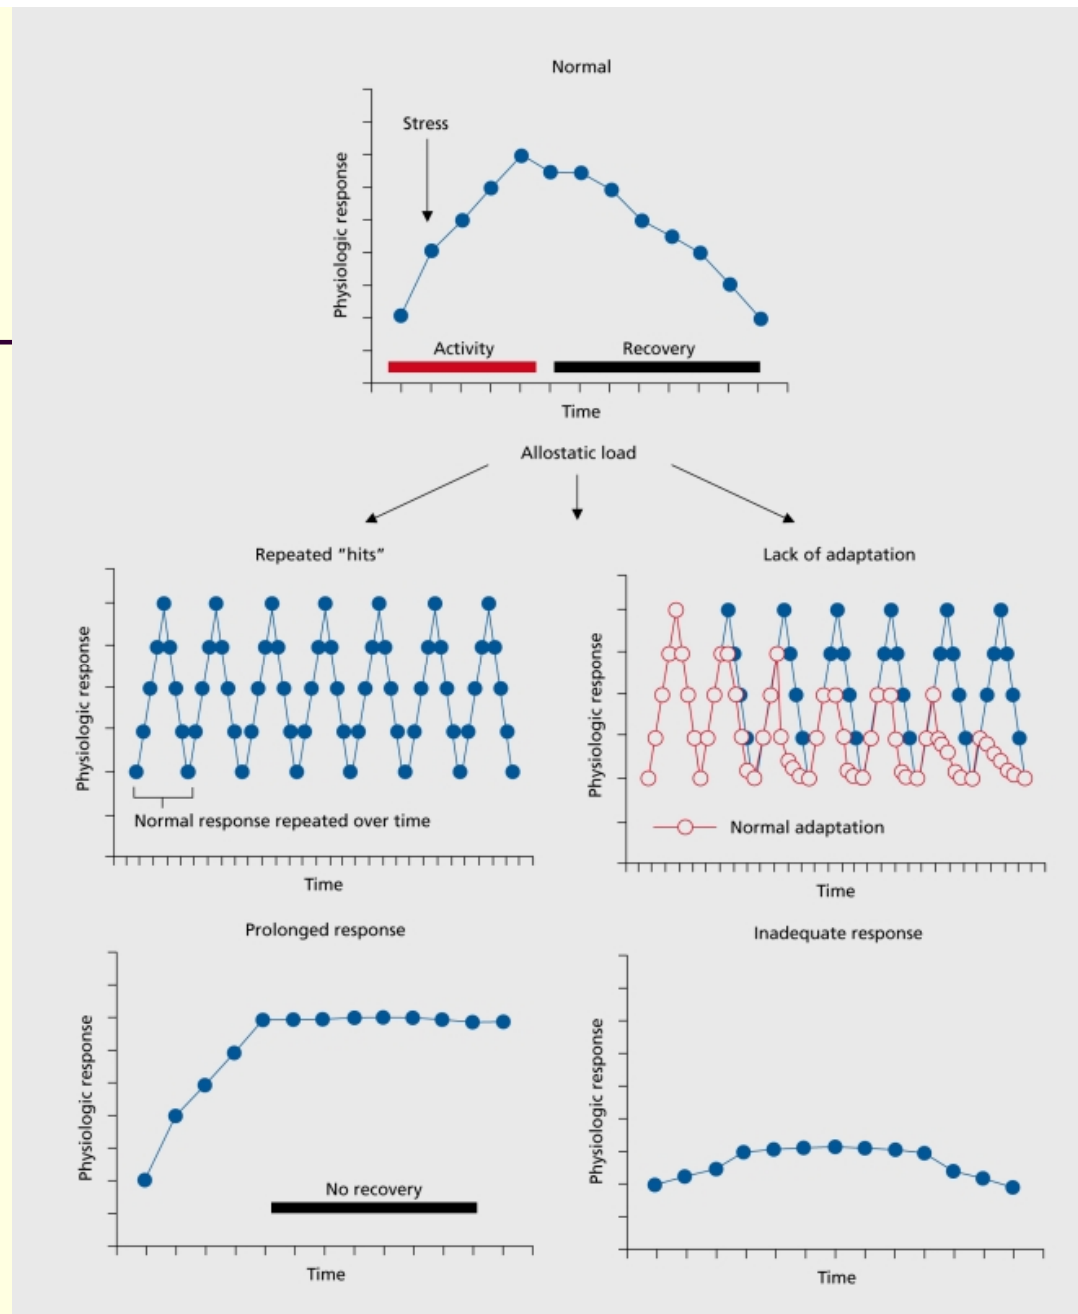 Normal
Stress
Physiologic response
Activity
Recovery
Time
Allostatic load
Repeated “hits”
Physiologic response
Normal response repeated over time
Time
Lack of adaptation
Physiologic response
Normal adaptation
Time
Prolonged response
Physiologic response
No recovery
Time
Inadequate response
Physiologic response
Time